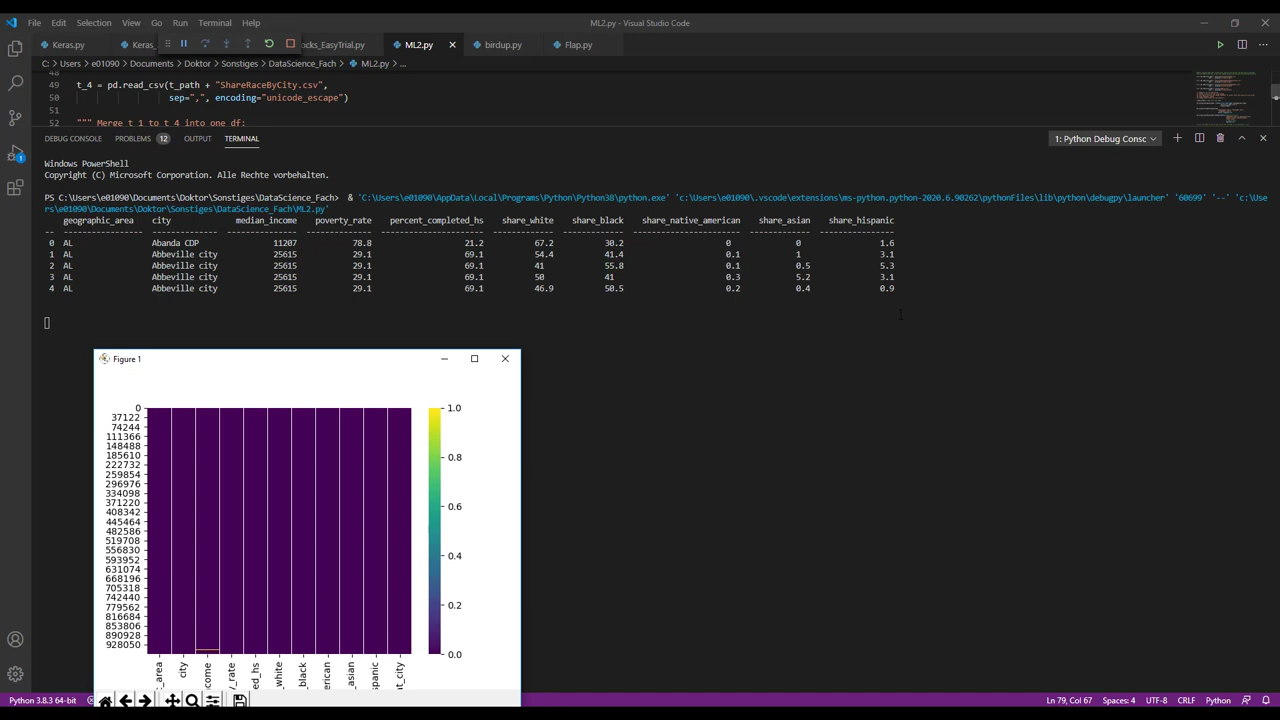 File Edit Selection View Go Run Terminal Help ML2.py - Visual Studio Code
Keras.py Keras_ ocks_EasyTrial.py ML2.py birdup.py Flap.py
C: > Users > e01090 > Documents > Doktor > Sonstiges > DataScience_Fach > ML2.py > ...
48
49 t_4 = pd.read_csv(t_path + "ShareRaceByCity.csv",
50 sep=",", encoding="unicode_escape")
51
52 """ Merge t_1 to t_4 into one df:
DEBUG CONSOLE PROBLEMS 12 OUTPUT TERMINAL 1: Python Debug Consc
Windows PowerShell
Copyright (C) Microsoft Corporation. Alle Rechte vorbehalten.
PS C:\Users\e01090\Documents\Doktor\Sonstiges\DataScience_Fach> & 'C:\Users\e01090\AppData\Local\Programs\Python\Python38\python.exe' 'c:\Users\e01090\.vscode\extensions\ms-python.python-2020.6.90262\pythonFiles\lib\python\debugpy\launcher' '60699' '--' 'c:\Use
rs\e01090\Documents\Doktor\Sonstiges\DataScience_Fach\ML2.py'
geographic_area city median_income poverty_rate percent_completed_hs share_white share_black share_native_american share_asian share_hispanic
-- ----------------- ------------- --------------- -------------- ---------------------- ------------- ------------- ----------------------- ------------- ----------------
0 AL Abanda CDP 11207 78.8 21.2 67.2 30.2 0 0 1.6
1 AL Abbeville city 25615 29.1 69.1 54.4 41.4 0.1 1 3.1
2 AL Abbeville city 25615 29.1 69.1 41 55.8 0.1 0.5 5.3
3 AL Abbeville city 25615 29.1 69.1 50 41 0.3 5.2 3.1
4 AL Abbeville city 25615 29.1 69.1 46.9 50.5 0.2 0.4 0.9
Figure 1
0
37122
74244
111366
148488
185610
222732
259854
296976
334098
371220
408342
445464
482586
519708
556830
593952
631074
668196
705318
742440
779562
816684
853806
890928
928050
1.0
0.8
0.6
0.4
0.2
0.0
_area city come _rate ed_hs _white _black erican _asian spanic at_city
Python 3.8.3 64-bit Ln 79, Col 67 Spaces: 4 UTF-8 CRLF Python